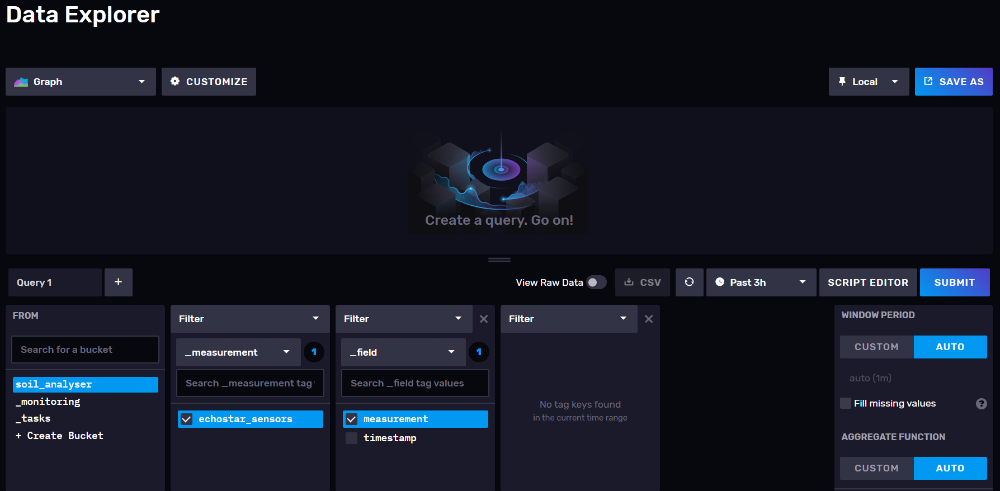 Data Explorer
Graph
CUSTOMIZE
Local
SAVE AS
Create a query. Go on!
Query 1
+
View Raw Data
CSV
Past 3h
SCRIPT EDITOR
SUBMIT
FROM
Search for a bucket
soil_analyser
_monitoring
_tasks
+ Create Bucket
Filter
_measurement
1
Search _measurement tag
echostar_sensors
Filter
_field
1
Search _field tag values
measurement
timestamp
Filter
No tag keys found
in the current time range
WINDOW PERIOD
CUSTOM
AUTO
auto (1m)
Fill missing values
?
AGGREGATE FUNCTION
CUSTOM
AUTO